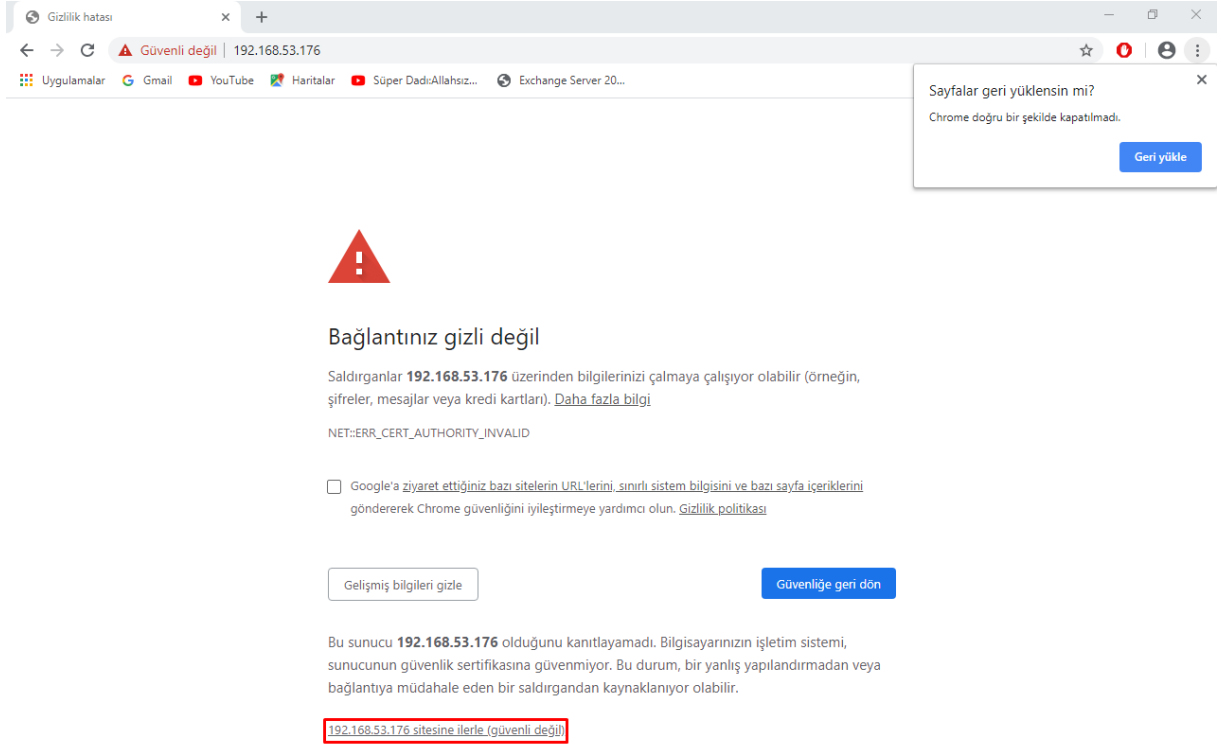 Gizlilik hatası
Güvenli değil | 192.168.53.176
Uygulamalar Gmail YouTube Haritalar Süper Dadı:Allahsız... Exchange Server 20...
Sayfalar geri yüklensin mi?
Chrome doğru bir şekilde kapatılmadı.
Geri yükle
Bağlantınız gizli değil
Saldırganlar 192.168.53.176 üzerinden bilgilerinizi çalmaya çalışıyor olabilir (örneğin,
şifreler, mesajlar veya kredi kartları). Daha fazla bilgi
NET::ERR_CERT_AUTHORITY_INVALID
Google'a ziyaret ettiğiniz bazı sitelerin URL'lerini, sınırlı sistem bilgisini ve bazı sayfa içeriklerini
göndererek Chrome güvenliğini iyileştirmeye yardımcı olun. Gizlilik politikası
Gelişmiş bilgileri gizle
Güvenliğe geri dön
Bu sunucu 192.168.53.176 olduğunu kanıtlayamadı. Bilgisayarınızın işletim sistemi,
sunucunun güvenlik sertifikasına güvenmiyor. Bu durum, bir yanlış yapılandırmadan veya
bağlantıya müdahale eden bir saldırgandan kaynaklanıyor olabilir.
192.168.53.176 sitesine ilerle (güvenli değil)